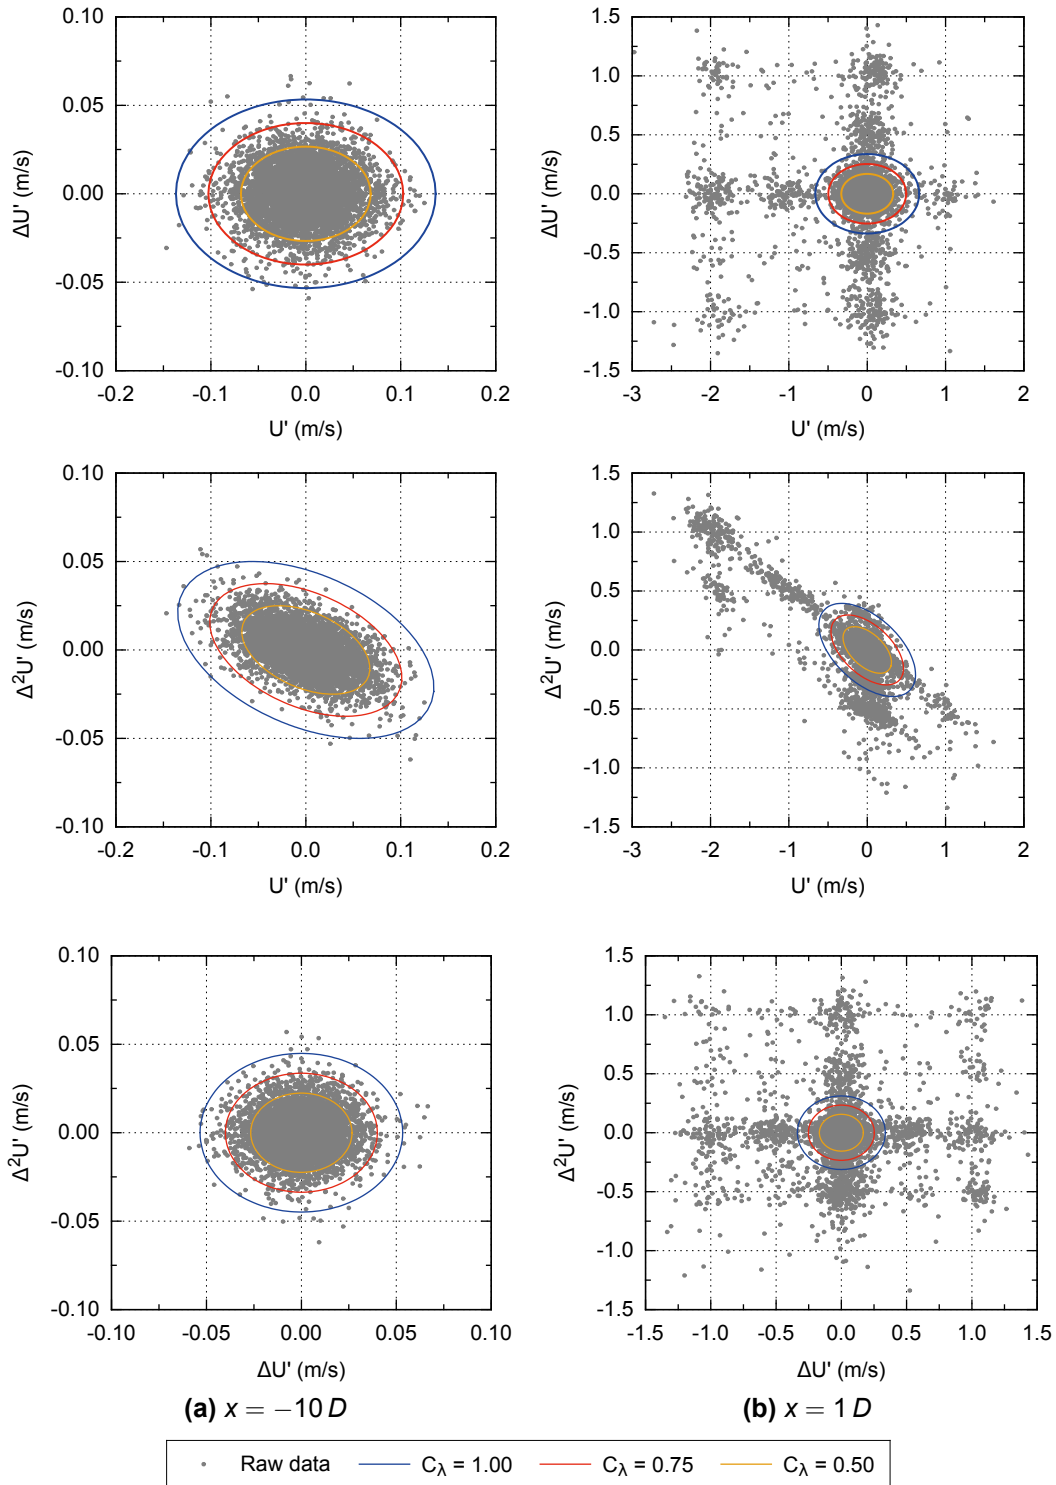 0.10
0.05
0.00
-0.05
-0.10
ΔU' (m/s)
-0.2 -0.1 0.0 0.1 0.2
U' (m/s)
1.5
1.0
0.5
0.0
-0.5
-1.0
-1.5
ΔU' (m/s)
-3 -2 -1 0 1 2
U' (m/s)
0.10
0.05
0.00
-0.05
-0.10
Δ²U' (m/s)
-0.2 -0.1 0.0 0.1 0.2
U' (m/s)
1.5
1.0
0.5
0.0
-0.5
-1.0
-1.5
Δ²U' (m/s)
-3 -2 -1 0 1 2
U' (m/s)
0.10
0.05
0.00
-0.05
-0.10
Δ²U' (m/s)
-0.10 -0.05 0.00 0.05 0.10
ΔU' (m/s)
1.5
1.0
0.5
0.0
-0.5
-1.0
-1.5
Δ²U' (m/s)
-1.5 -1.0 -0.5 0.0 0.5 1.0 1.5
ΔU' (m/s)
(a) x = −10 D
(b) x = 1 D
Raw data C_λ = 1.00 C_λ = 0.75 C_λ = 0.50